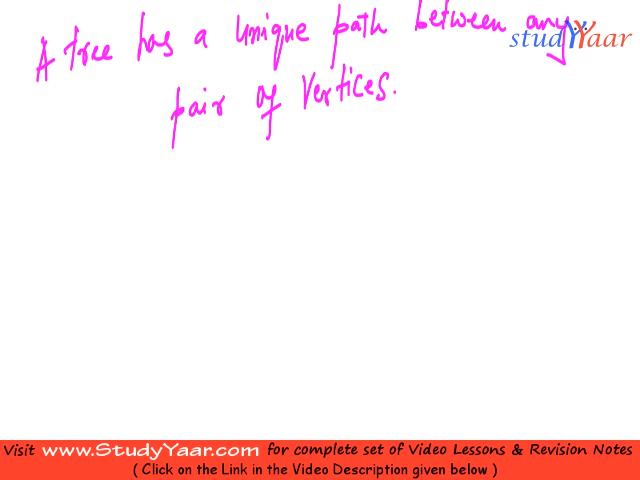 A tree has a unique path between any
studyYaar
pair of vertices.
Visit www.StudyYaar.com for complete set of Video Lessons & Revision Notes
( Click on the Link in the Video Description given below )